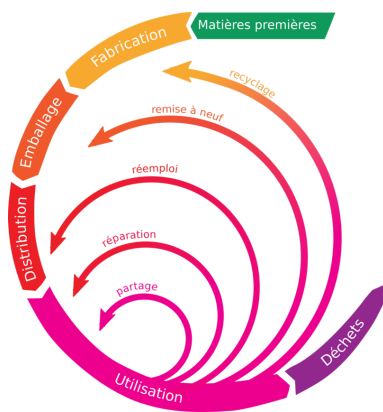 Matières premières
Fabrication
Emballage
Distribution
Utilisation
Déchets
recyclage
remise à neuf
réemploi
réparation
partage